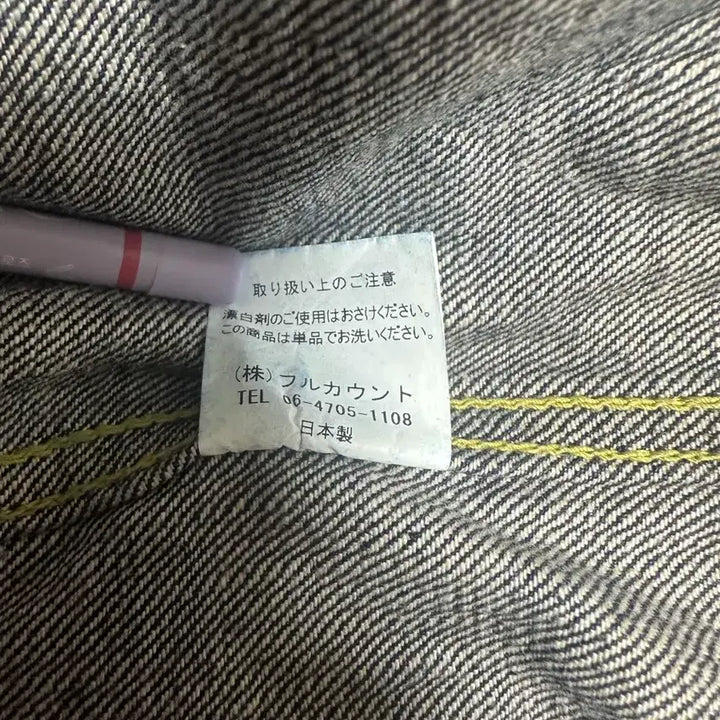 取り扱い上のご注意
漂白剤のご使用はおさけください。
この商品は単品でお洗いください。
(株) フルカウント
TEL 06-4705-1108
日本製